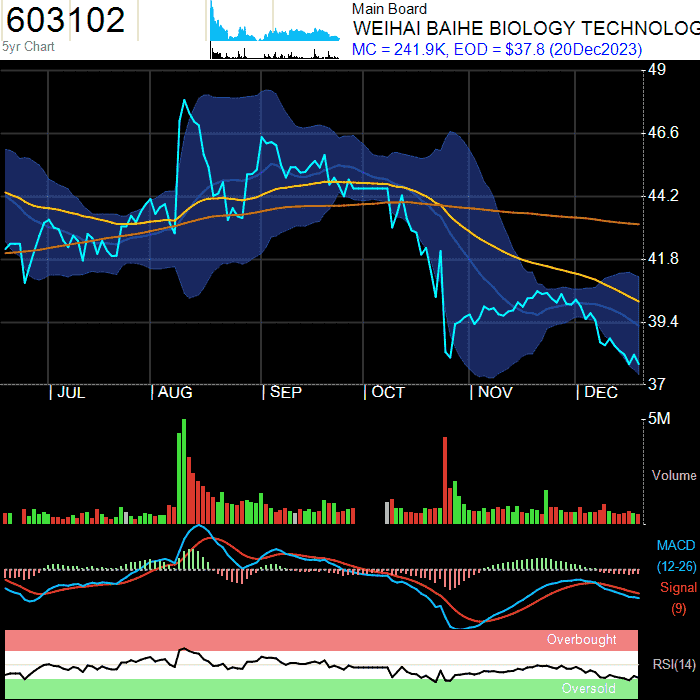 603102
5yr Chart
Main Board
WEIHAI BAIHE BIOLOGY TECHNOLOG
MC = 241.9K, EOD = $37.8 (20Dec2023)
49
46.6
44.2
41.8
39.4
37
JUL AUG SEP OCT NOV DEC
5M
Volume
MACD
(12-26)
Signal
(9)
Overbought
RSI(14)
Oversold